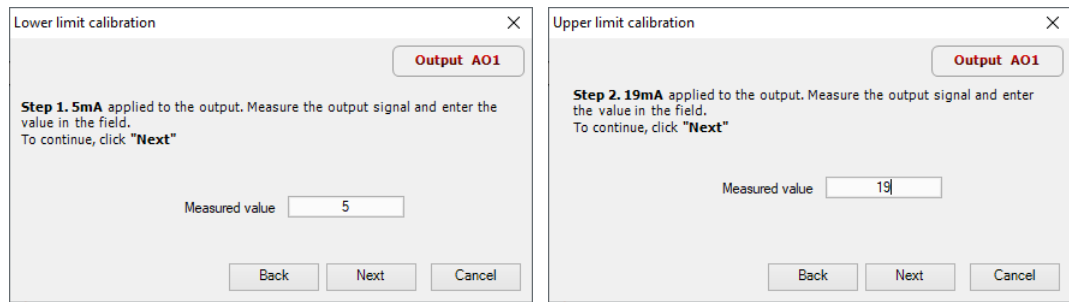 Lower limit calibration
Output AO1
Step 1. 5mA applied to the output. Measure the output signal and enter the
value in the field.
To continue, click "Next"
Measured value 5
Back Next Cancel
Upper limit calibration
Output AO1
Step 2. 19mA applied to the output. Measure the output signal and enter
the value in the field.
To continue, click "Next"
Measured value 19
Back Next Cancel